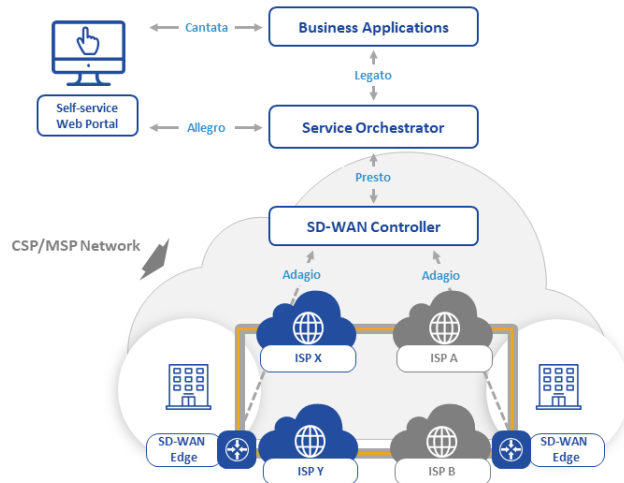 Cantata
Business Applications
Legato
Self-service
Web Portal
Allegro
Service Orchestrator
Presto
SD-WAN Controller
CSP/MSP Network
Adagio
Adagio
ISP X
ISP A
SD-WAN
Edge
ISP Y
ISP B
SD-WAN
Edge